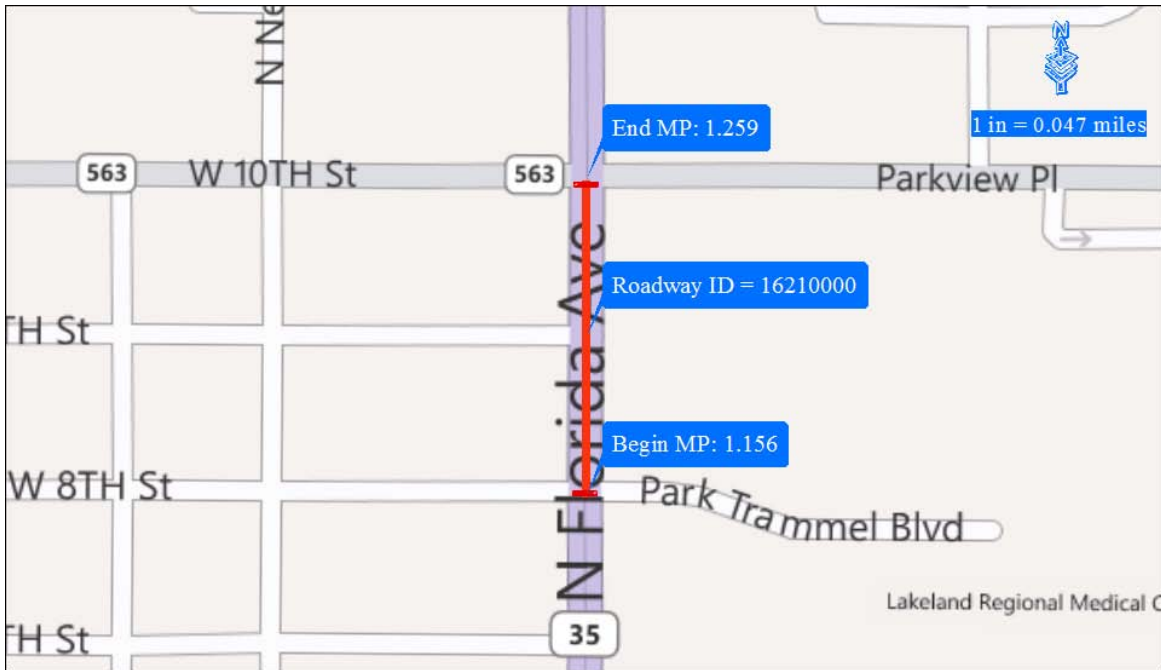 N Ne
N
End MP: 1.259
1 in = 0.047 miles
563
W 10TH St
563
Parkview Pl
Roadway ID = 16210000
TH St
N Florida Ave
Begin MP: 1.156
W 8TH St
Park Trammel Blvd
Lakeland Regional Medical C
TH St
35